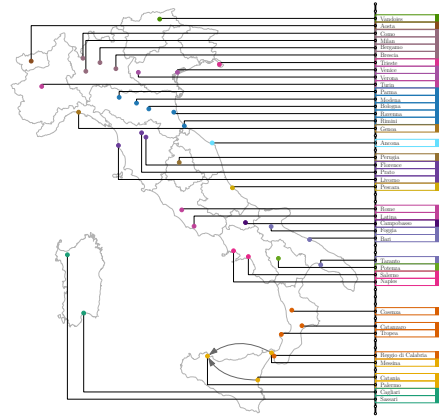 Vandoire
Aosta
Como
Milan
Bergamo
Brescia
Trieste
Venice
Verona
Turin
Parma
Modena
Bologna
Ravenna
Rimini
Genoa
Ancona
Perugia
Florence
Prato
Livorno
Pescara
Rome
Latina
Campobasso
Foggia
Bari
Taranto
Potenza
Salerno
Naples
Cosenza
Catanzaro
Tropea
Reggio di Calabria
Messina
Catania
Palermo
Cagliari
Sassari